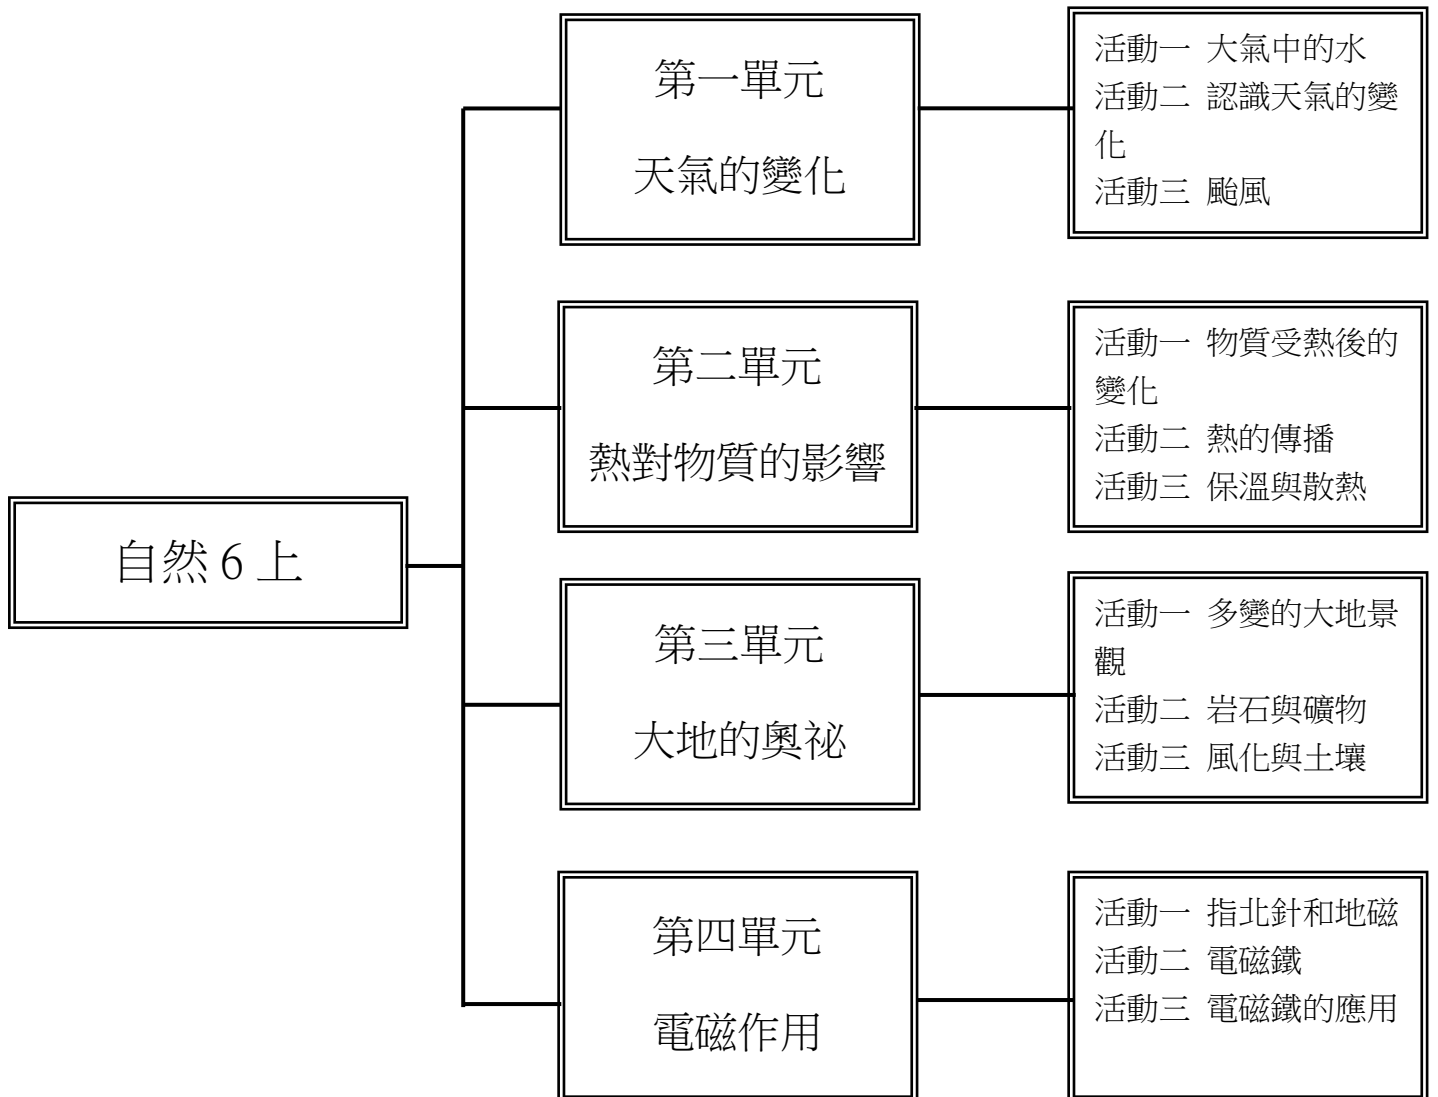 自然 6 上
第一單元
天氣的變化
活動一 大氣中的水
活動二 認識天氣的變
化
活動三 颱風
第二單元
熱對物質的影響
活動一 物質受熱後的
變化
活動二 熱的傳播
活動三 保溫與散熱
第三單元
大地的奧祕
活動一 多變的大地景
觀
活動二 岩石與礦物
活動三 風化與土壤
第四單元
電磁作用
活動一 指北針和地磁
活動二 電磁鐵
活動三 電磁鐵的應用